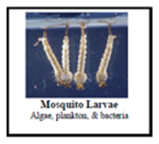 Mosquito Larvae
Algae, plankton, & bacteria